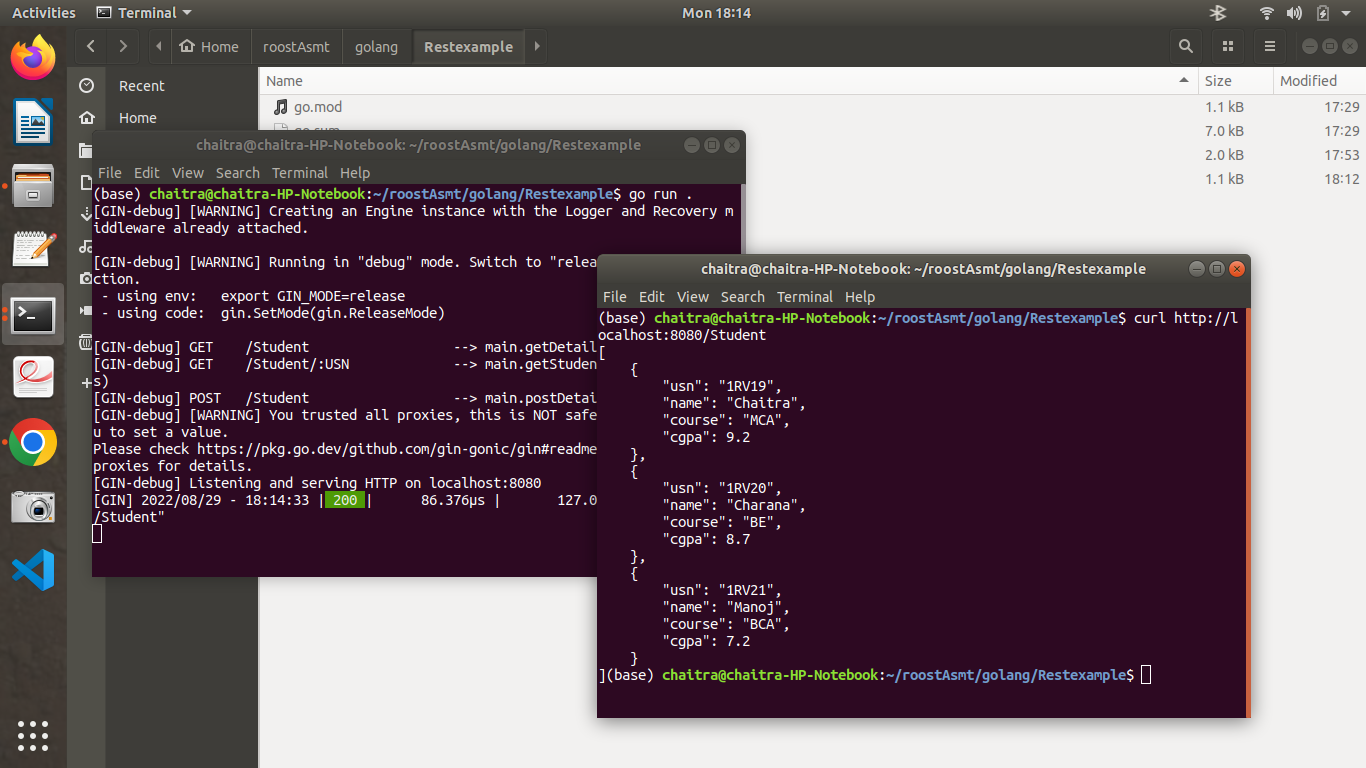 Activities
Terminal
Mon 18:14
Home
roostAsmt
golang
Restexample
Recent
Home
Name
Size
Modified
go.mod
1.1 kB
17:29
7.0 kB
17:29
2.0 kB
17:53
1.1 kB
18:12
chaitra@chaitra-HP-Notebook: ~/roostAsmt/golang/Restexample
File Edit View Search Terminal Help
(base) chaitra@chaitra-HP-Notebook:~/roostAsmt/golang/Restexample$ go run .
[GIN-debug] [WARNING] Creating an Engine instance with the Logger and Recovery m
iddleware already attached.
[GIN-debug] [WARNING] Running in "debug" mode. Switch to "relea
ction.
- using env:   export GIN_MODE=release
- using code:  gin.SetMode(gin.ReleaseMode)
[GIN-debug] GET    /Student                  --> main.getDetail
[GIN-debug] GET    /Student/:USN             --> main.getStuden
s)
[GIN-debug] POST   /Student                  --> main.postDetai
[GIN-debug] [WARNING] You trusted all proxies, this is NOT safe
u to set a value.
Please check https://pkg.go.dev/github.com/gin-gonic/gin#readme
proxies for details.
[GIN-debug] Listening and serving HTTP on localhost:8080
[GIN] 2022/08/29 - 18:14:33 | 200 |      86.376µs |       127.0
/Student"
chaitra@chaitra-HP-Notebook: ~/roostAsmt/golang/Restexample
File Edit View Search Terminal Help
(base) chaitra@chaitra-HP-Notebook:~/roostAsmt/golang/Restexample$ curl http://l
ocalhost:8080/Student
[
{
"usn": "1RV19",
"name": "Chaitra",
"course": "MCA",
"cgpa": 9.2
},
{
"usn": "1RV20",
"name": "Charana",
"course": "BE",
"cgpa": 8.7
},
{
"usn": "1RV21",
"name": "Manoj",
"course": "BCA",
"cgpa": 7.2
}
](base) chaitra@chaitra-HP-Notebook:~/roostAsmt/golang/Restexample$